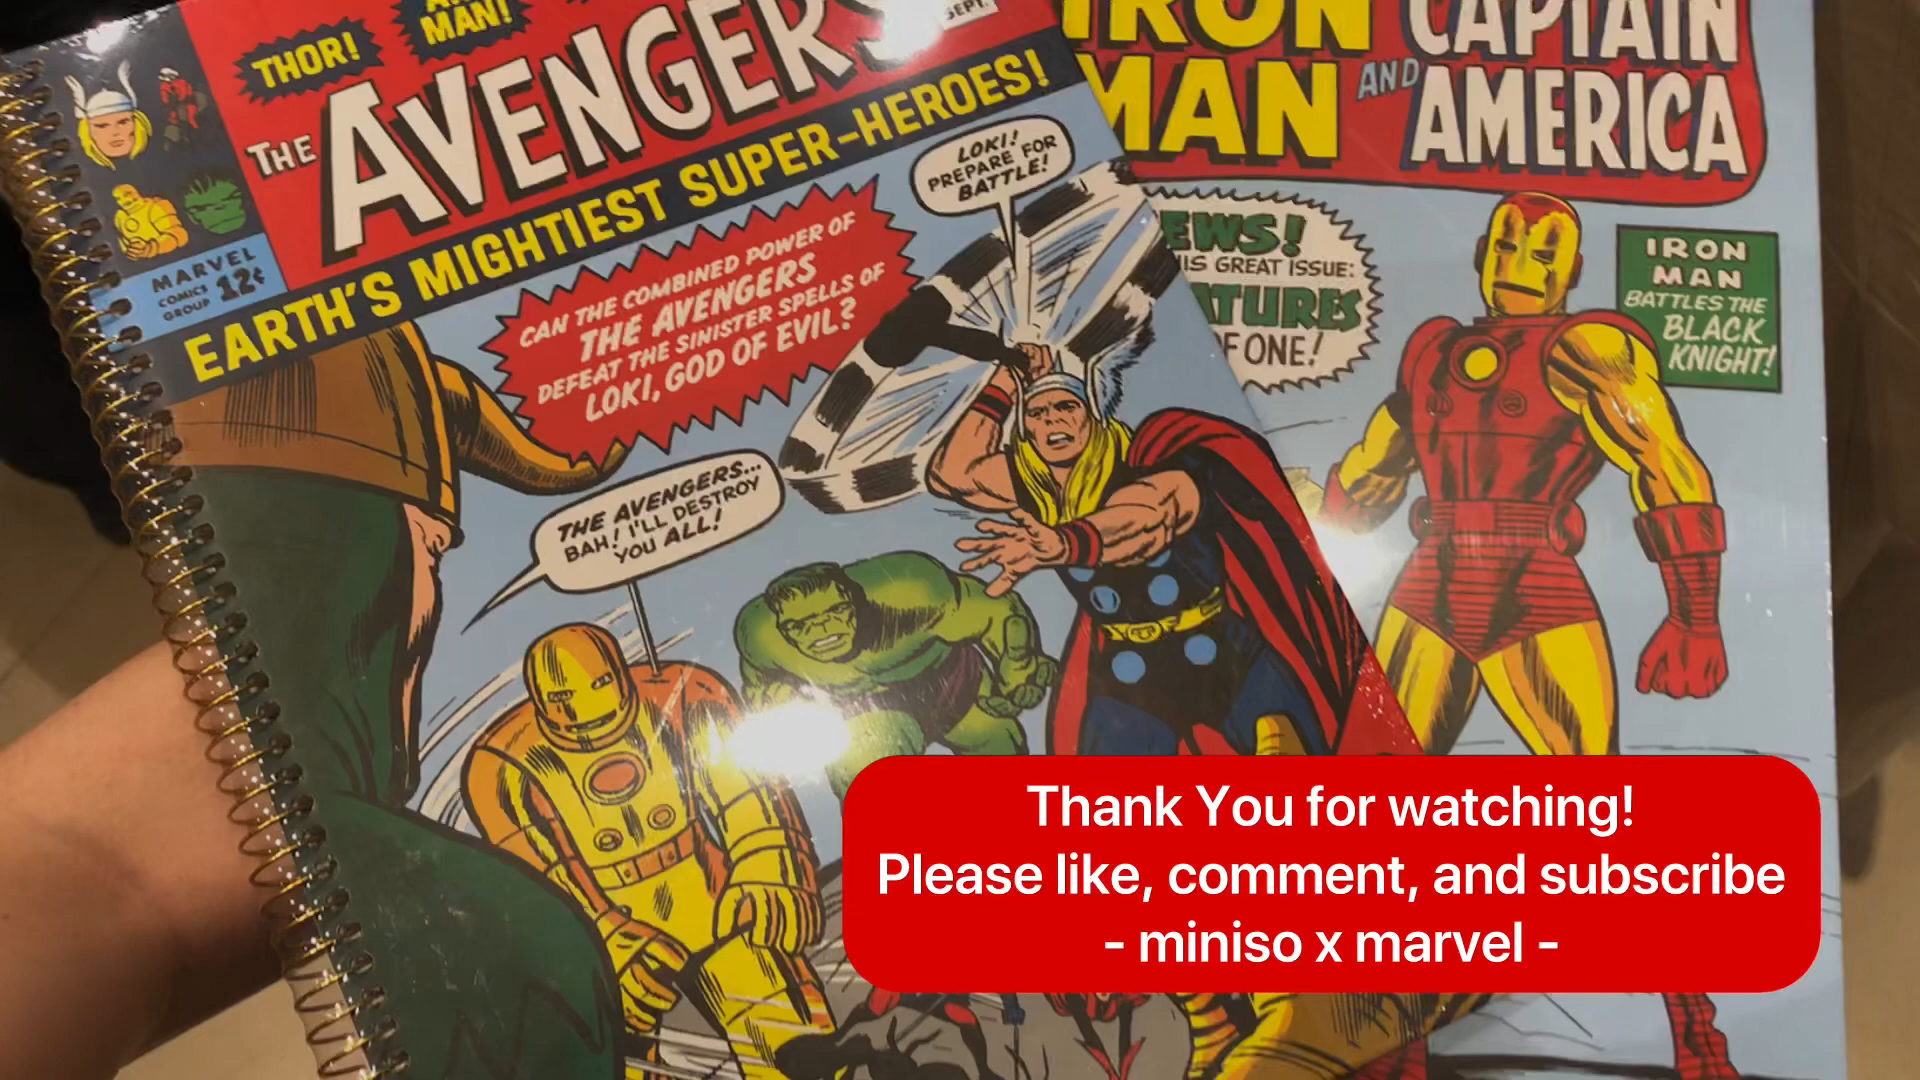 THOR!
MAN!
SEPT.
THE AVENGERS
EARTH'S MIGHTIEST SUPER-HEROES!
MARVEL
COMICS
GROUP 12¢
CAN THE COMBINED POWER OF
THE AVENGERS
DEFEAT THE SINISTER SPELLS OF
LOKI, GOD OF EVIL?
LOKI!
PREPARE FOR
BATTLE!
THE AVENGERS...
BAH! I'LL DESTROY
YOU ALL!
IRON
MAN
AND
CAPTAIN
AMERICA
GREAT ISSUE:
OF ONE!
IRON
MAN
BATTLES THE
BLACK
KNIGHT!
Thank You for watching!
Please like, comment, and subscribe
- miniso x marvel -